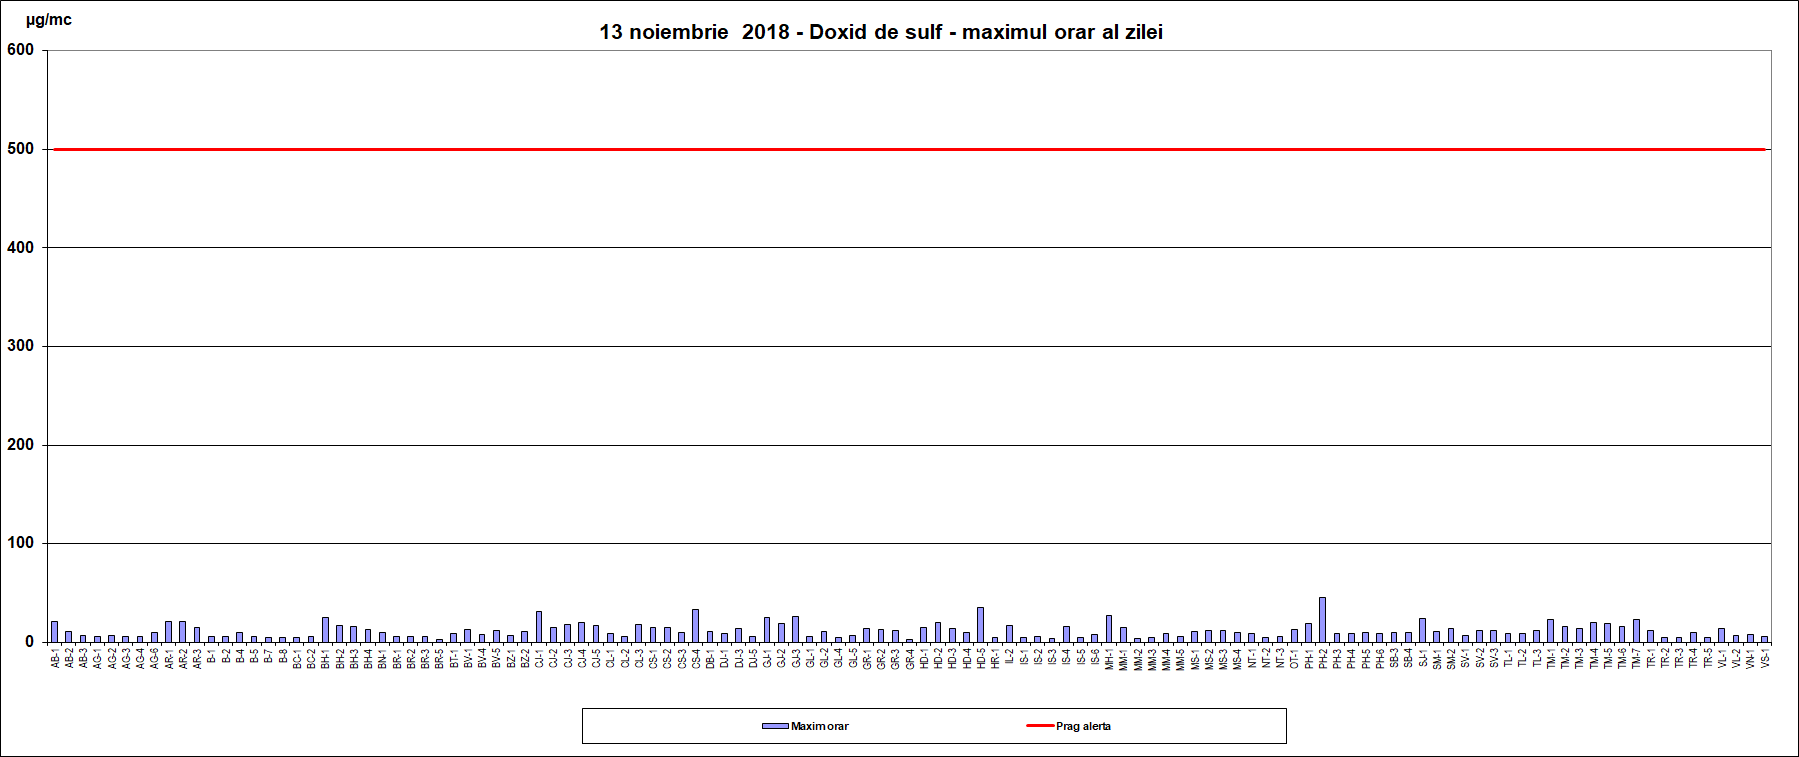 µg/mc
13 noiembrie  2018 - Doxid de sulf - maximul orar al zilei
600
500
400
300
200
100
0
AB-1 AB-2 AB-3 AG-1 AG-2 AG-3 AG-4 AG-6 AR-1 AR-2 AR-3 B-1 B-2 B-4 B-5 B-7 B-8 BC-1 BC-2 BH-1 BH-2 BH-3 BH-4 BN-1 BR-1 BR-2 BR-3 BR-5 BT-1 BV-1 BV-4 BV-5 BZ-1 BZ-2 CJ-1 CJ-2 CJ-3 CJ-4 CJ-5 CL-1 CL-2 CL-3 CS-1 CS-2 CS-3 CS-4 DB-1 DJ-1 DJ-3 DJ-5 GJ-1 GJ-2 GJ-3 GL-1 GL-2 GL-4 GL-5 GR-1 GR-2 GR-3 GR-4 HD-1 HD-2 HD-3 HD-4 HD-5 HR-1 IL-2 IS-1 IS-2 IS-3 IS-4 IS-5 IS-6 MH-1 MM-1 MM-2 MM-3 MM-4 MM-5 MS-1 MS-2 MS-3 MS-4 NT-1 NT-2 NT-3 OT-1 PH-1 PH-2 PH-3 PH-4 PH-5 PH-6 SB-3 SB-4 SJ-1 SM-1 SM-2 SV-1 SV-2 SV-3 TL-1 TL-2 TL-3 TM-1 TM-2 TM-3 TM-4 TM-5 TM-6 TM-7 TR-1 TR-2 TR-3 TR-4 TR-5 VL-1 VL-2 VN-1 VS-1
Maxim orar
Prag alerta